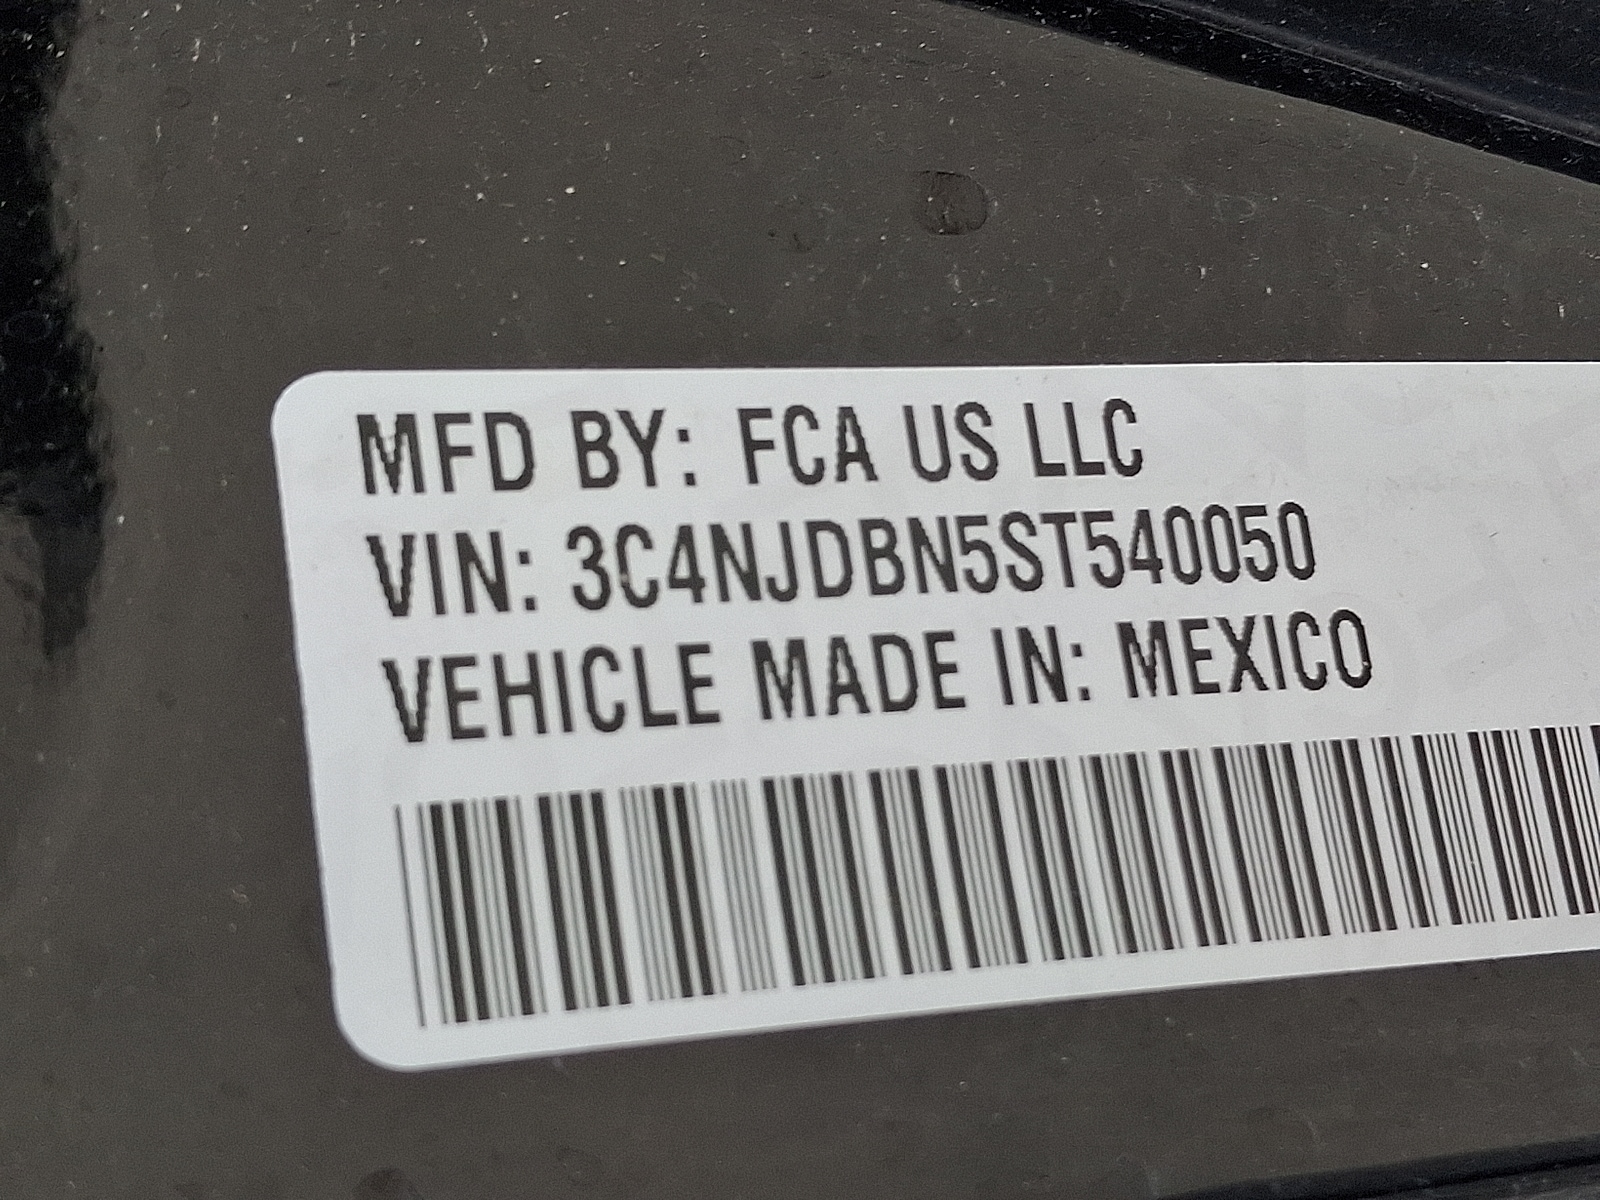 MFD BY: FCA US LLC
VIN: 3C4NJDBN5ST540050
VEHICLE MADE IN: MEXICO